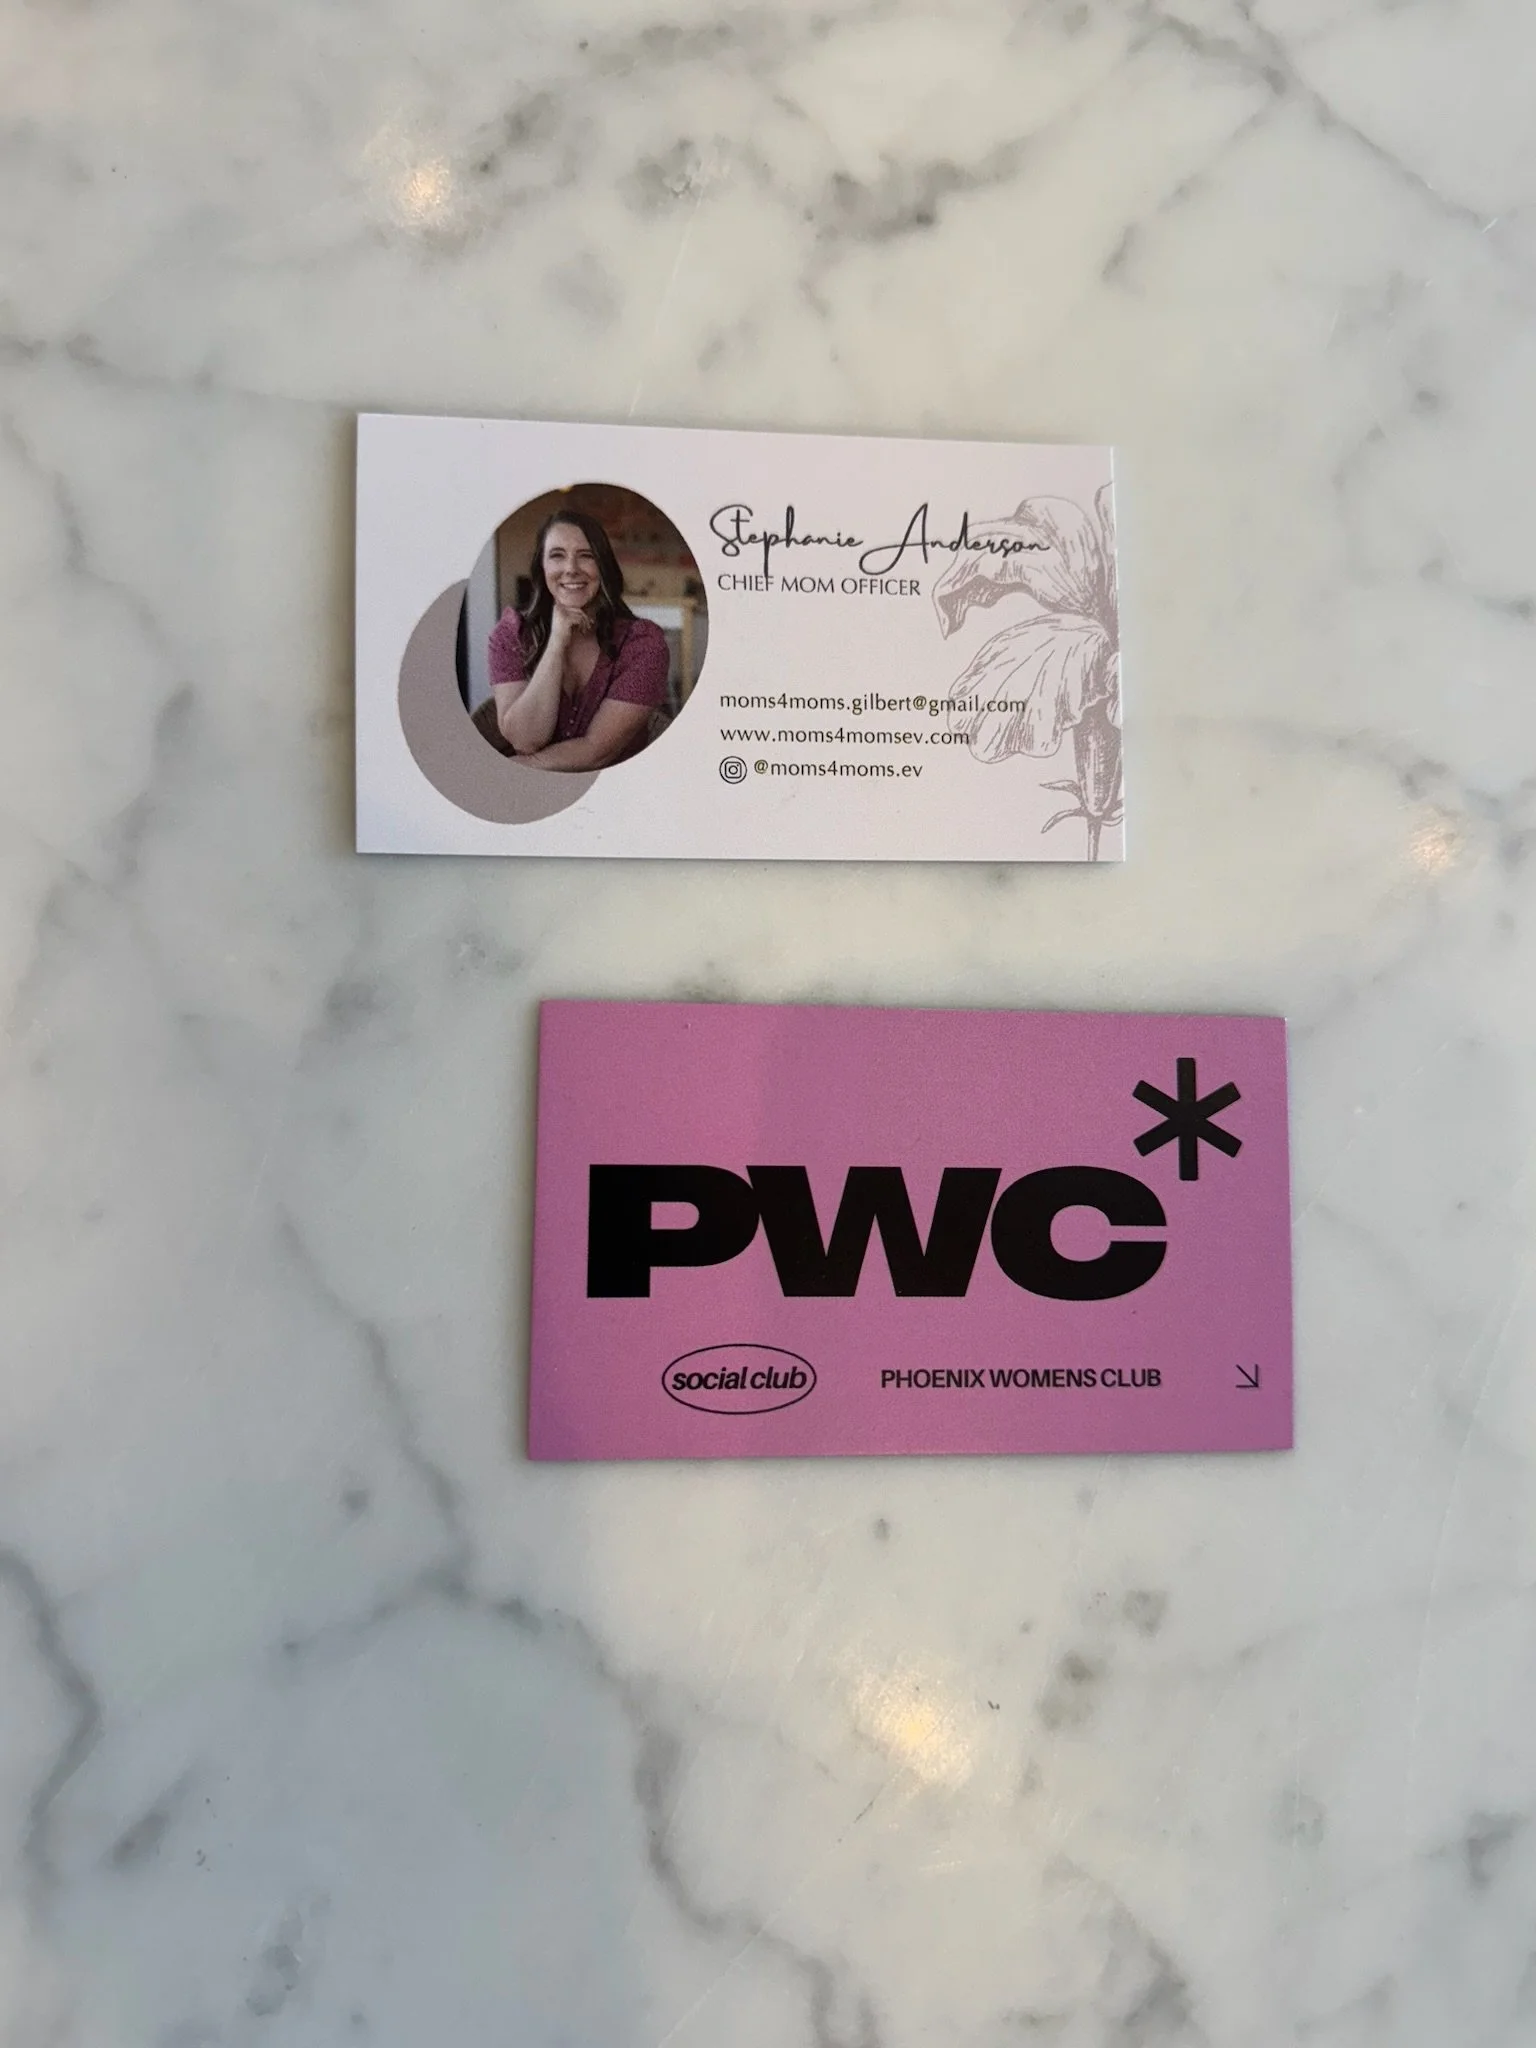 Stephanie Anderson
CHIEF MOM OFFICER
moms4moms.gilbert@gmail.com
www.moms4momsev.com
@moms4moms.ev
PWC*
social club PHOENIX WOMENS CLUB